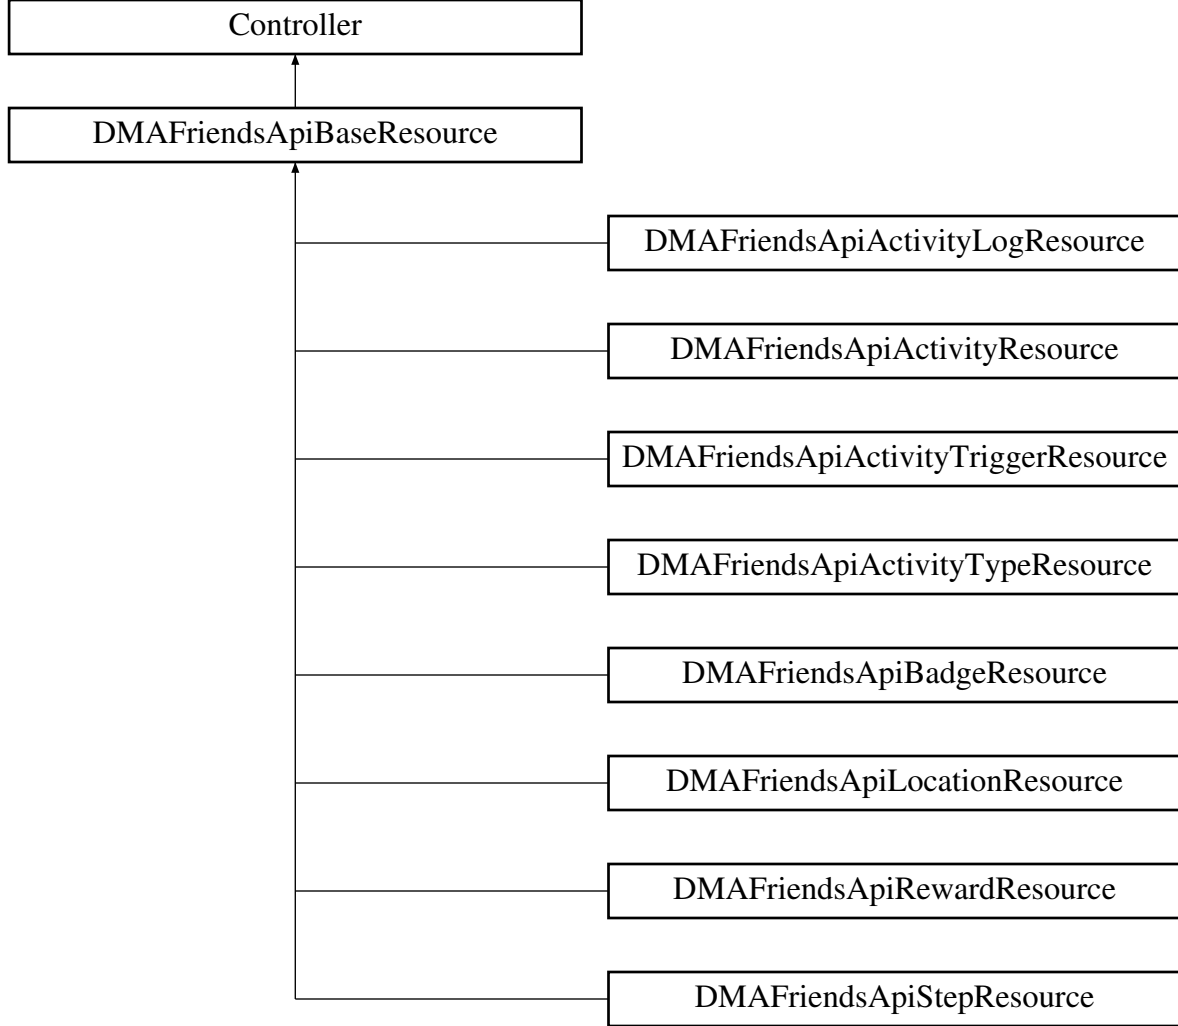 Controller
DMAFriendsApiBaseResource
DMAFriendsApiActivityLogResource
DMAFriendsApiActivityResource
DMAFriendsApiActivityTriggerResource
DMAFriendsApiActivityTypeResource
DMAFriendsApiBadgeResource
DMAFriendsApiLocationResource
DMAFriendsApiRewardResource
DMAFriendsApiStepResource